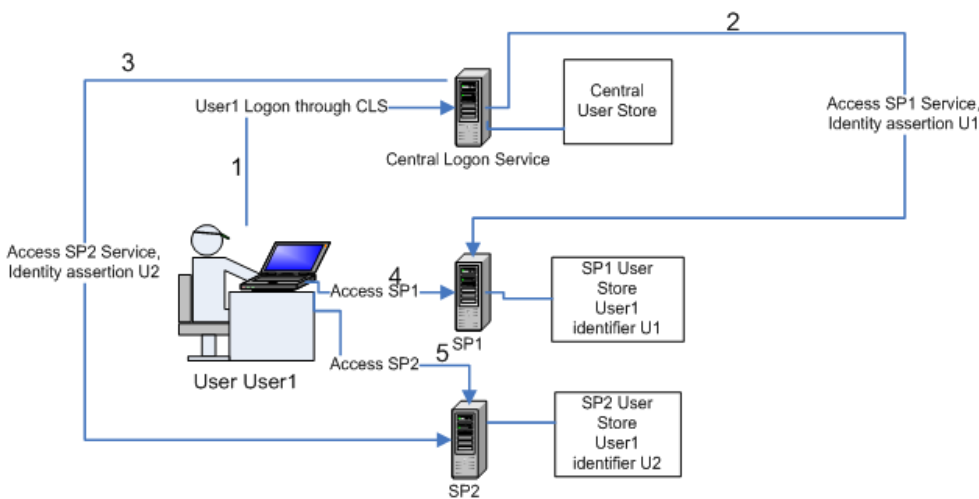 2
3
Central
User Store
User1 Logon through CLS
Access SP1 Service,
Identity assertion U1
Central Logon Service
1
Access SP2 Service,
Identity assertion U2
4
Access SP1
SP1 User
Store
User1
identifier U1
SP1
5
Access SP2
User User1
SP2 User
Store
User1
identifier U2
SP2